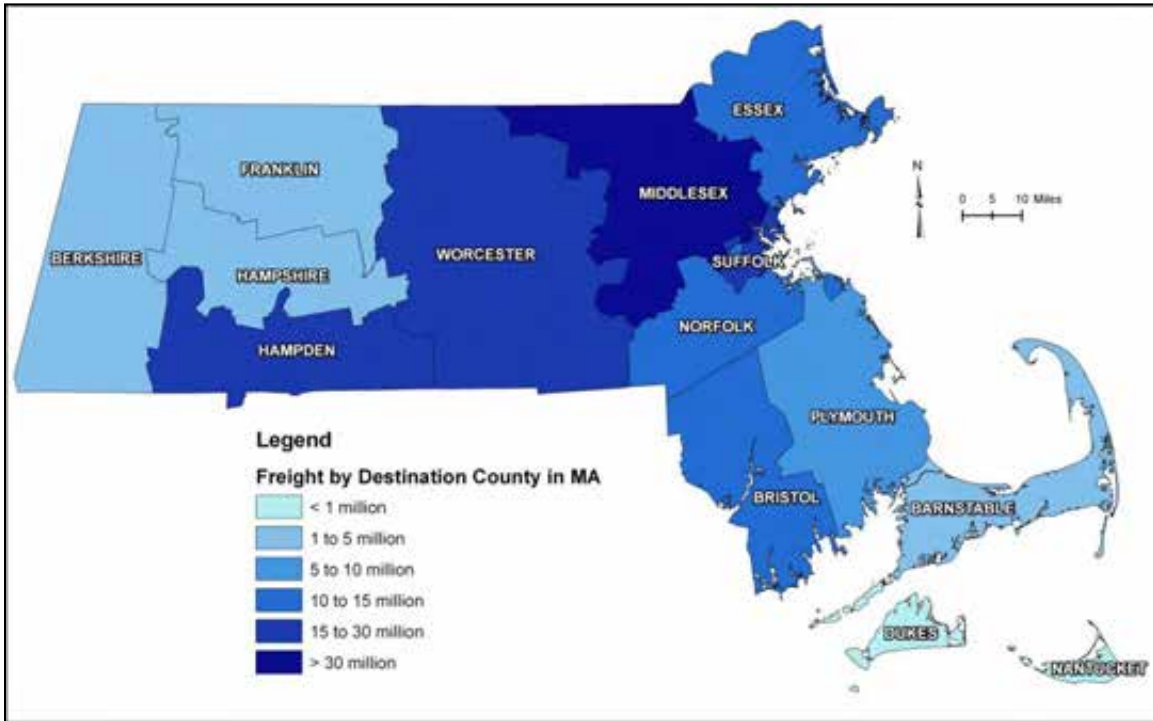 ESSEX
FRANKLIN
N
MIDDLESEX
0 5 10 Miles
BERKSHIRE
WORCESTER
SUFFOLK
HAMPSHIRE
NORFOLK
HAMPDEN
PLYMOUTH
Legend
Freight by Destination County in MA
< 1 million
1 to 5 million
5 to 10 million
10 to 15 million
15 to 30 million
> 30 million
BRISTOL
BARNSTABLE
DUKES
NANTUCKET